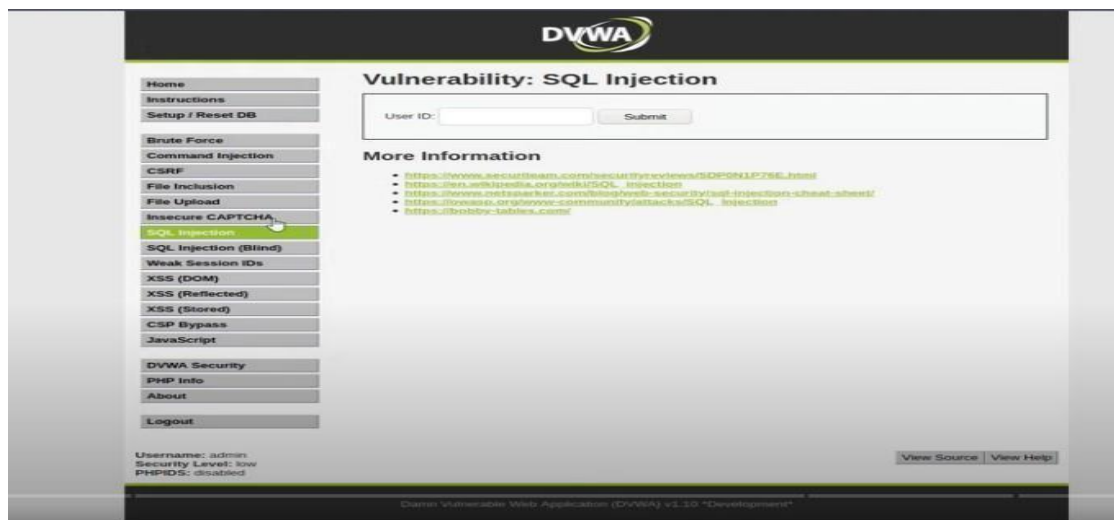 DVWA
Home
Instructions
Setup / Reset DB
Brute Force
Command Injection
CSRF
File Inclusion
File Upload
Insecure CAPTCHA
SQL Injection
SQL Injection (Blind)
Weak Session IDs
XSS (DOM)
XSS (Reflected)
XSS (Stored)
CSP Bypass
JavaScript
DVWA Security
PHP Info
About
Logout
Vulnerability: SQL Injection
User ID:
Submit
More Information
https://www.securiteam.com/securityreviews/5DP0N1P76E.html
https://en.wikipedia.org/wiki/SQL_injection
https://www.netsparker.com/blog/web-security/sql-injection-cheat-sheet/
https://owasp.org/www-community/attacks/SQL_Injection
https://bobby-tables.com/
Username: admin
Security Level: low
PHPIDS: disabled
View Source View Help
Damn Vulnerable Web Application (DVWA) v1.10 *Development*